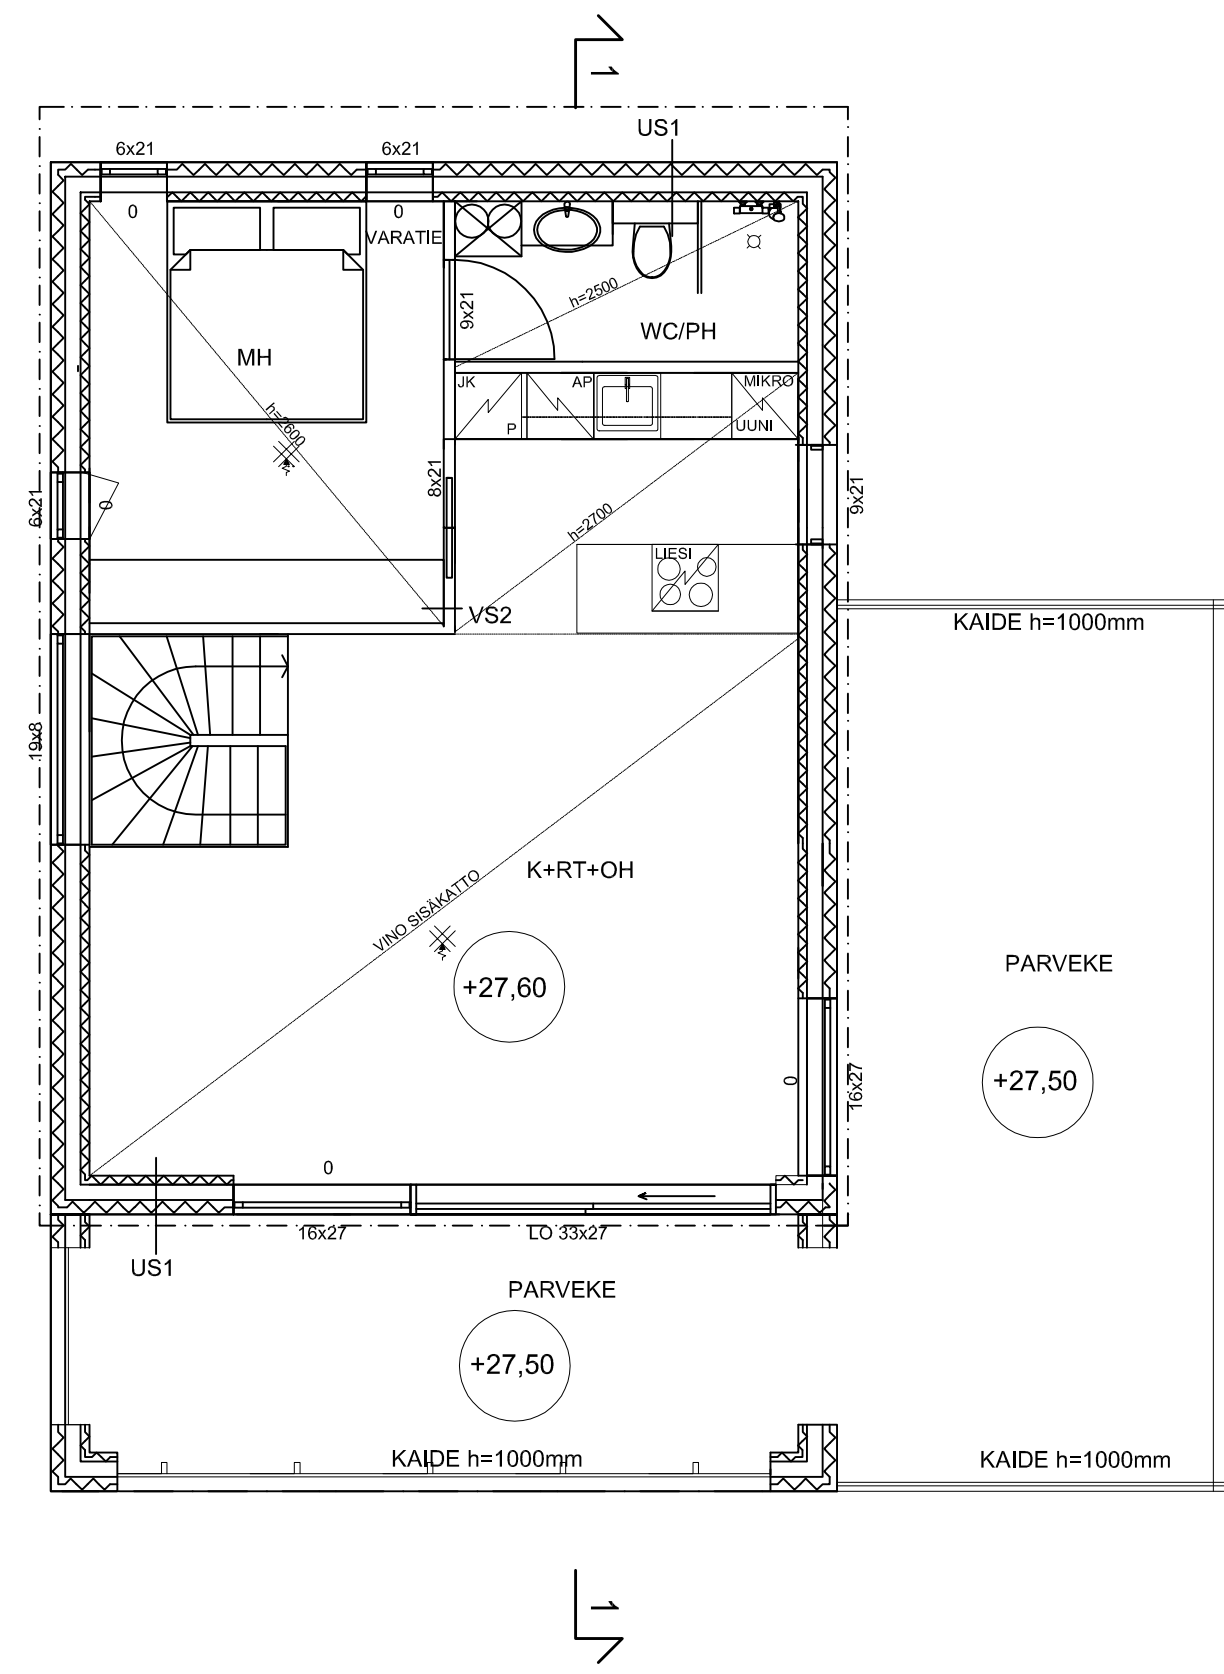 1
US1
6x21
6x21
0
0
VARATIE
9x21
h=2500
WC/PH
MH
JK
AP
MIKRO
P
UUNI
h=2600
8x21
6x21
0
h=2700
9x21
LIESI
VS2
KAIDE h=1000mm
19x8
K+RT+OH
VINO SISÄKATTO
+27,60
PARVEKE
+27,50
0
16x27
0
16x27
LO 33x27
US1
PARVEKE
+27,50
KAIDE h=1000mm
KAIDE h=1000mm
1